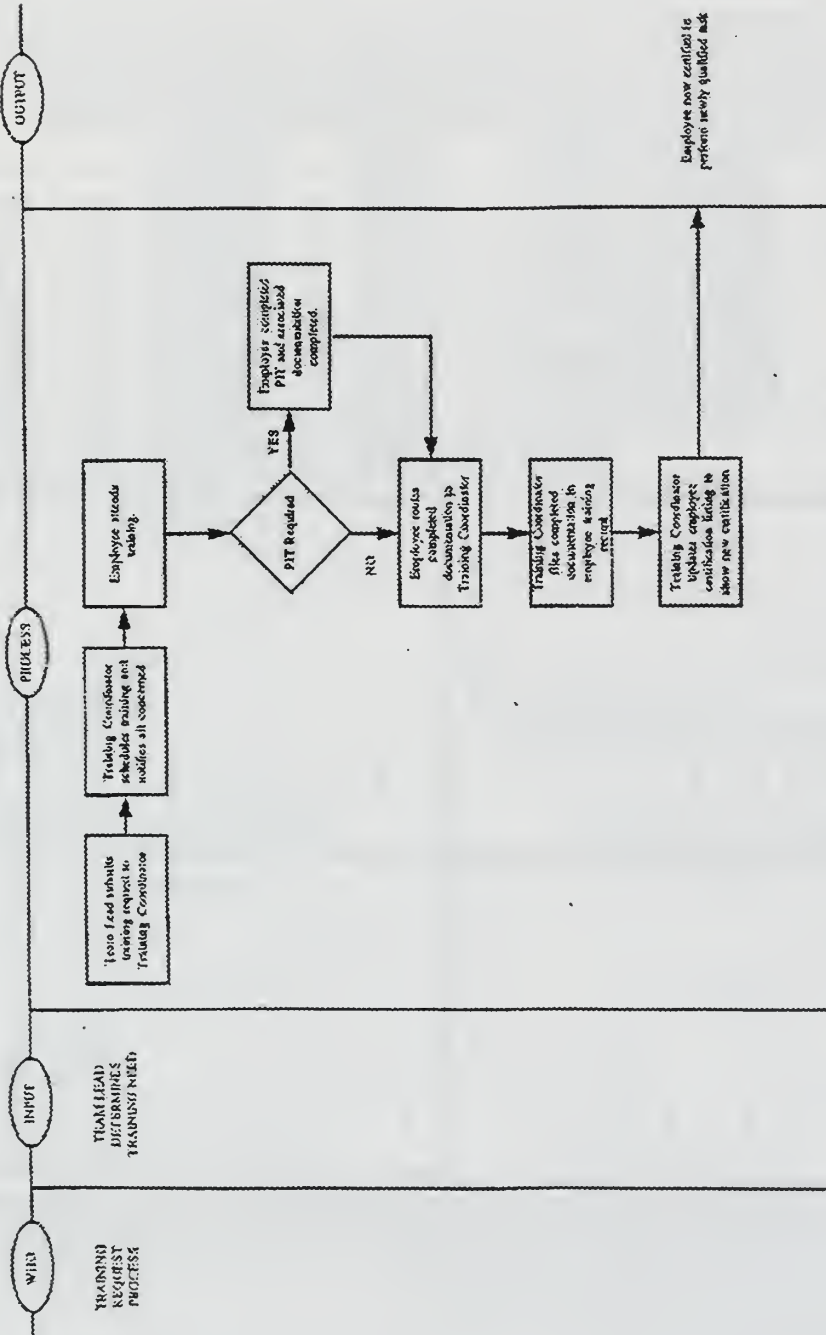 INPUT
PROCESS
OUTPUT
TRAINING
REQUEST
PROCESS
TEAM LEAD
DETERMINES
TRAINING NEED
Team Lead submits
training request to
Training Coordinator
Training Coordinator
schedules training and
notifies all concerned
Employee attends
training.
PIT Required
YES
NO
Employee completes
PIT and associated
documentation
completed.
Employee routes
completed
documentation to
Training Coordinator
Training Coordinator
files completed
documentation in
employee training
record
Training Coordinator
updates employee
certification listing to
show new certification
Employee now certified to
perform newly qualified task